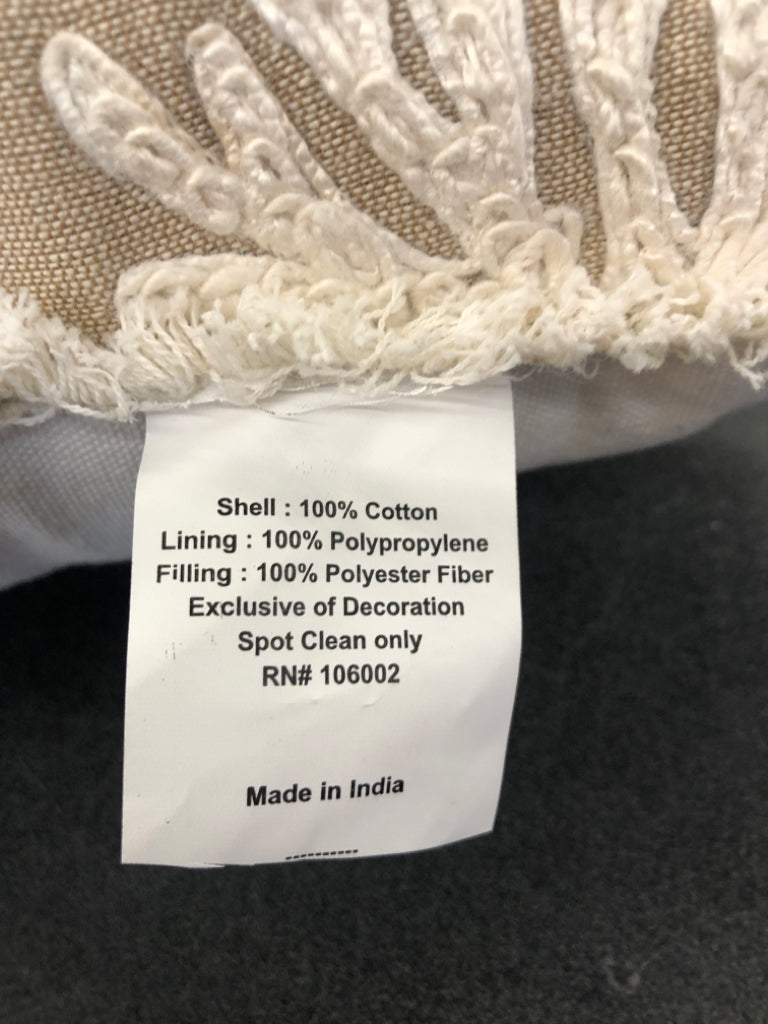 Shell : 100% Cotton
Lining : 100% Polypropylene
Filling : 100% Polyester Fiber
Exclusive of Decoration
Spot Clean only
RN# 106002
Made in India
----------